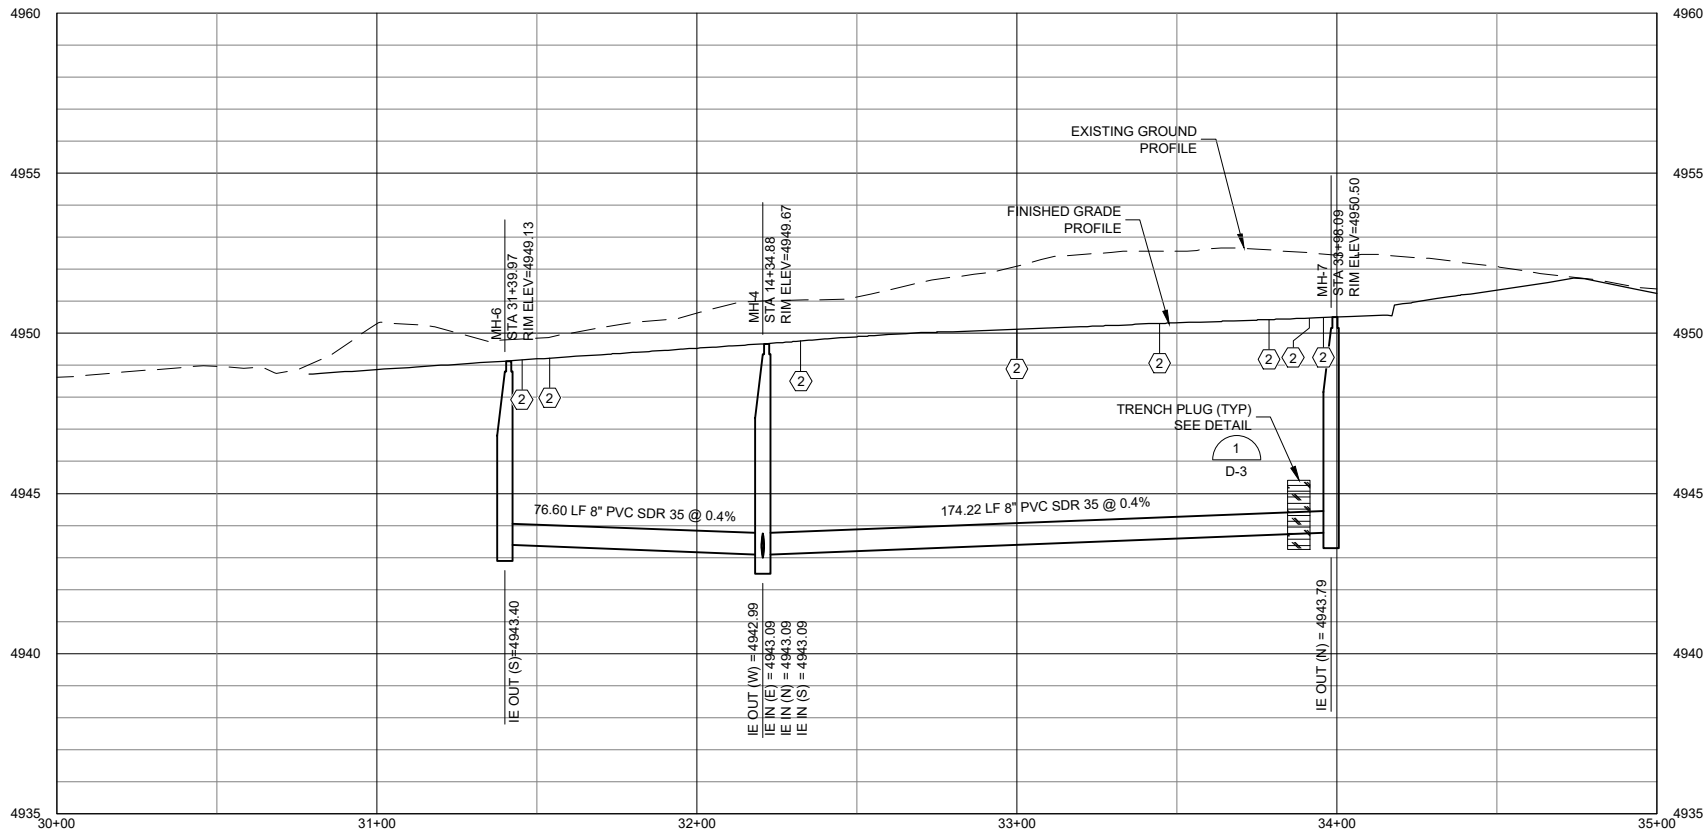 4960
4960
EXISTING GROUND
PROFILE
4955
4955
FINISHED GRADE
PROFILE
MH-6
STA 31+39.97
RIM ELEV=4949.13
MH-4
STA 14+34.88
RIM ELEV=4949.67
MH-7
STA 33+98.09
RIM ELEV=4950.50
4950
4950
2
2
2
2
2
2
2
2
TRENCH PLUG (TYP)
SEE DETAIL
1
D-3
4945
4945
76.60 LF 8" PVC SDR 35 @ 0.4%
174.22 LF 8" PVC SDR 35 @ 0.4%
IE OUT (S)=4943.40
IE OUT (W) = 4942.99
IE IN (E) = 4943.09
IE IN (N) = 4943.09
IE IN (S) = 4943.09
IE OUT (N) = 4943.79
4940
4940
4935
4935
30+00
31+00
32+00
33+00
34+00
35+00